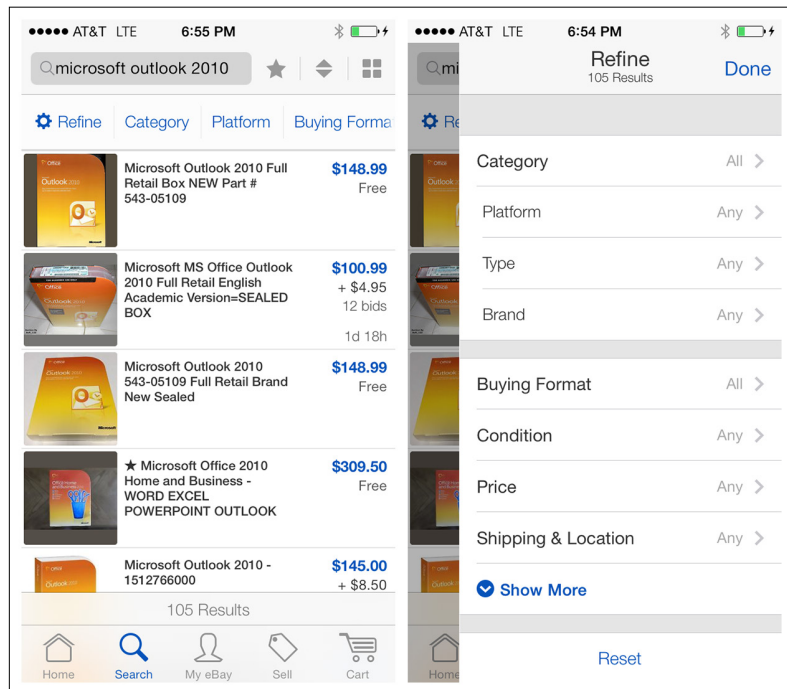 AT&T LTE 6:55 PM
microsoft outlook 2010
Refine Category Platform Buying Forma
Microsoft Outlook 2010 Full
Retail Box NEW Part #
543-05109
$148.99
Free
Microsoft MS Office Outlook
2010 Full Retail English
Academic Version=SEALED
BOX
$100.99
+ $4.95
12 bids
1d 18h
Microsoft Outlook 2010
543-05109 Full Retail Brand
New Sealed
$148.99
Free
★ Microsoft Office 2010
Home and Business -
WORD EXCEL
POWERPOINT OUTLOOK
$309.50
Free
Microsoft Outlook 2010 -
1512766000
$145.00
+ $8.50
105 Results
Home Search My eBay Sell Cart
AT&T LTE 6:54 PM
mi
Re
Refine
105 Results
Done
Category All
Platform Any
Type Any
Brand Any
Buying Format All
Condition Any
Price Any
Shipping & Location Any
Show More
Reset
Home